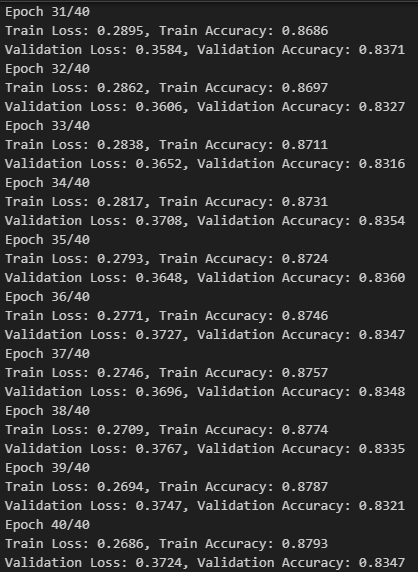 Epoch 31/40
Train Loss: 0.2895, Train Accuracy: 0.8686
Validation Loss: 0.3584, Validation Accuracy: 0.8371
Epoch 32/40
Train Loss: 0.2862, Train Accuracy: 0.8697
Validation Loss: 0.3606, Validation Accuracy: 0.8327
Epoch 33/40
Train Loss: 0.2838, Train Accuracy: 0.8711
Validation Loss: 0.3652, Validation Accuracy: 0.8316
Epoch 34/40
Train Loss: 0.2817, Train Accuracy: 0.8731
Validation Loss: 0.3708, Validation Accuracy: 0.8354
Epoch 35/40
Train Loss: 0.2793, Train Accuracy: 0.8724
Validation Loss: 0.3648, Validation Accuracy: 0.8360
Epoch 36/40
Train Loss: 0.2771, Train Accuracy: 0.8746
Validation Loss: 0.3727, Validation Accuracy: 0.8347
Epoch 37/40
Train Loss: 0.2746, Train Accuracy: 0.8757
Validation Loss: 0.3696, Validation Accuracy: 0.8348
Epoch 38/40
Train Loss: 0.2709, Train Accuracy: 0.8774
Validation Loss: 0.3767, Validation Accuracy: 0.8335
Epoch 39/40
Train Loss: 0.2694, Train Accuracy: 0.8787
Validation Loss: 0.3747, Validation Accuracy: 0.8321
Epoch 40/40
Train Loss: 0.2686, Train Accuracy: 0.8793
Validation Loss: 0.3724, Validation Accuracy: 0.8347